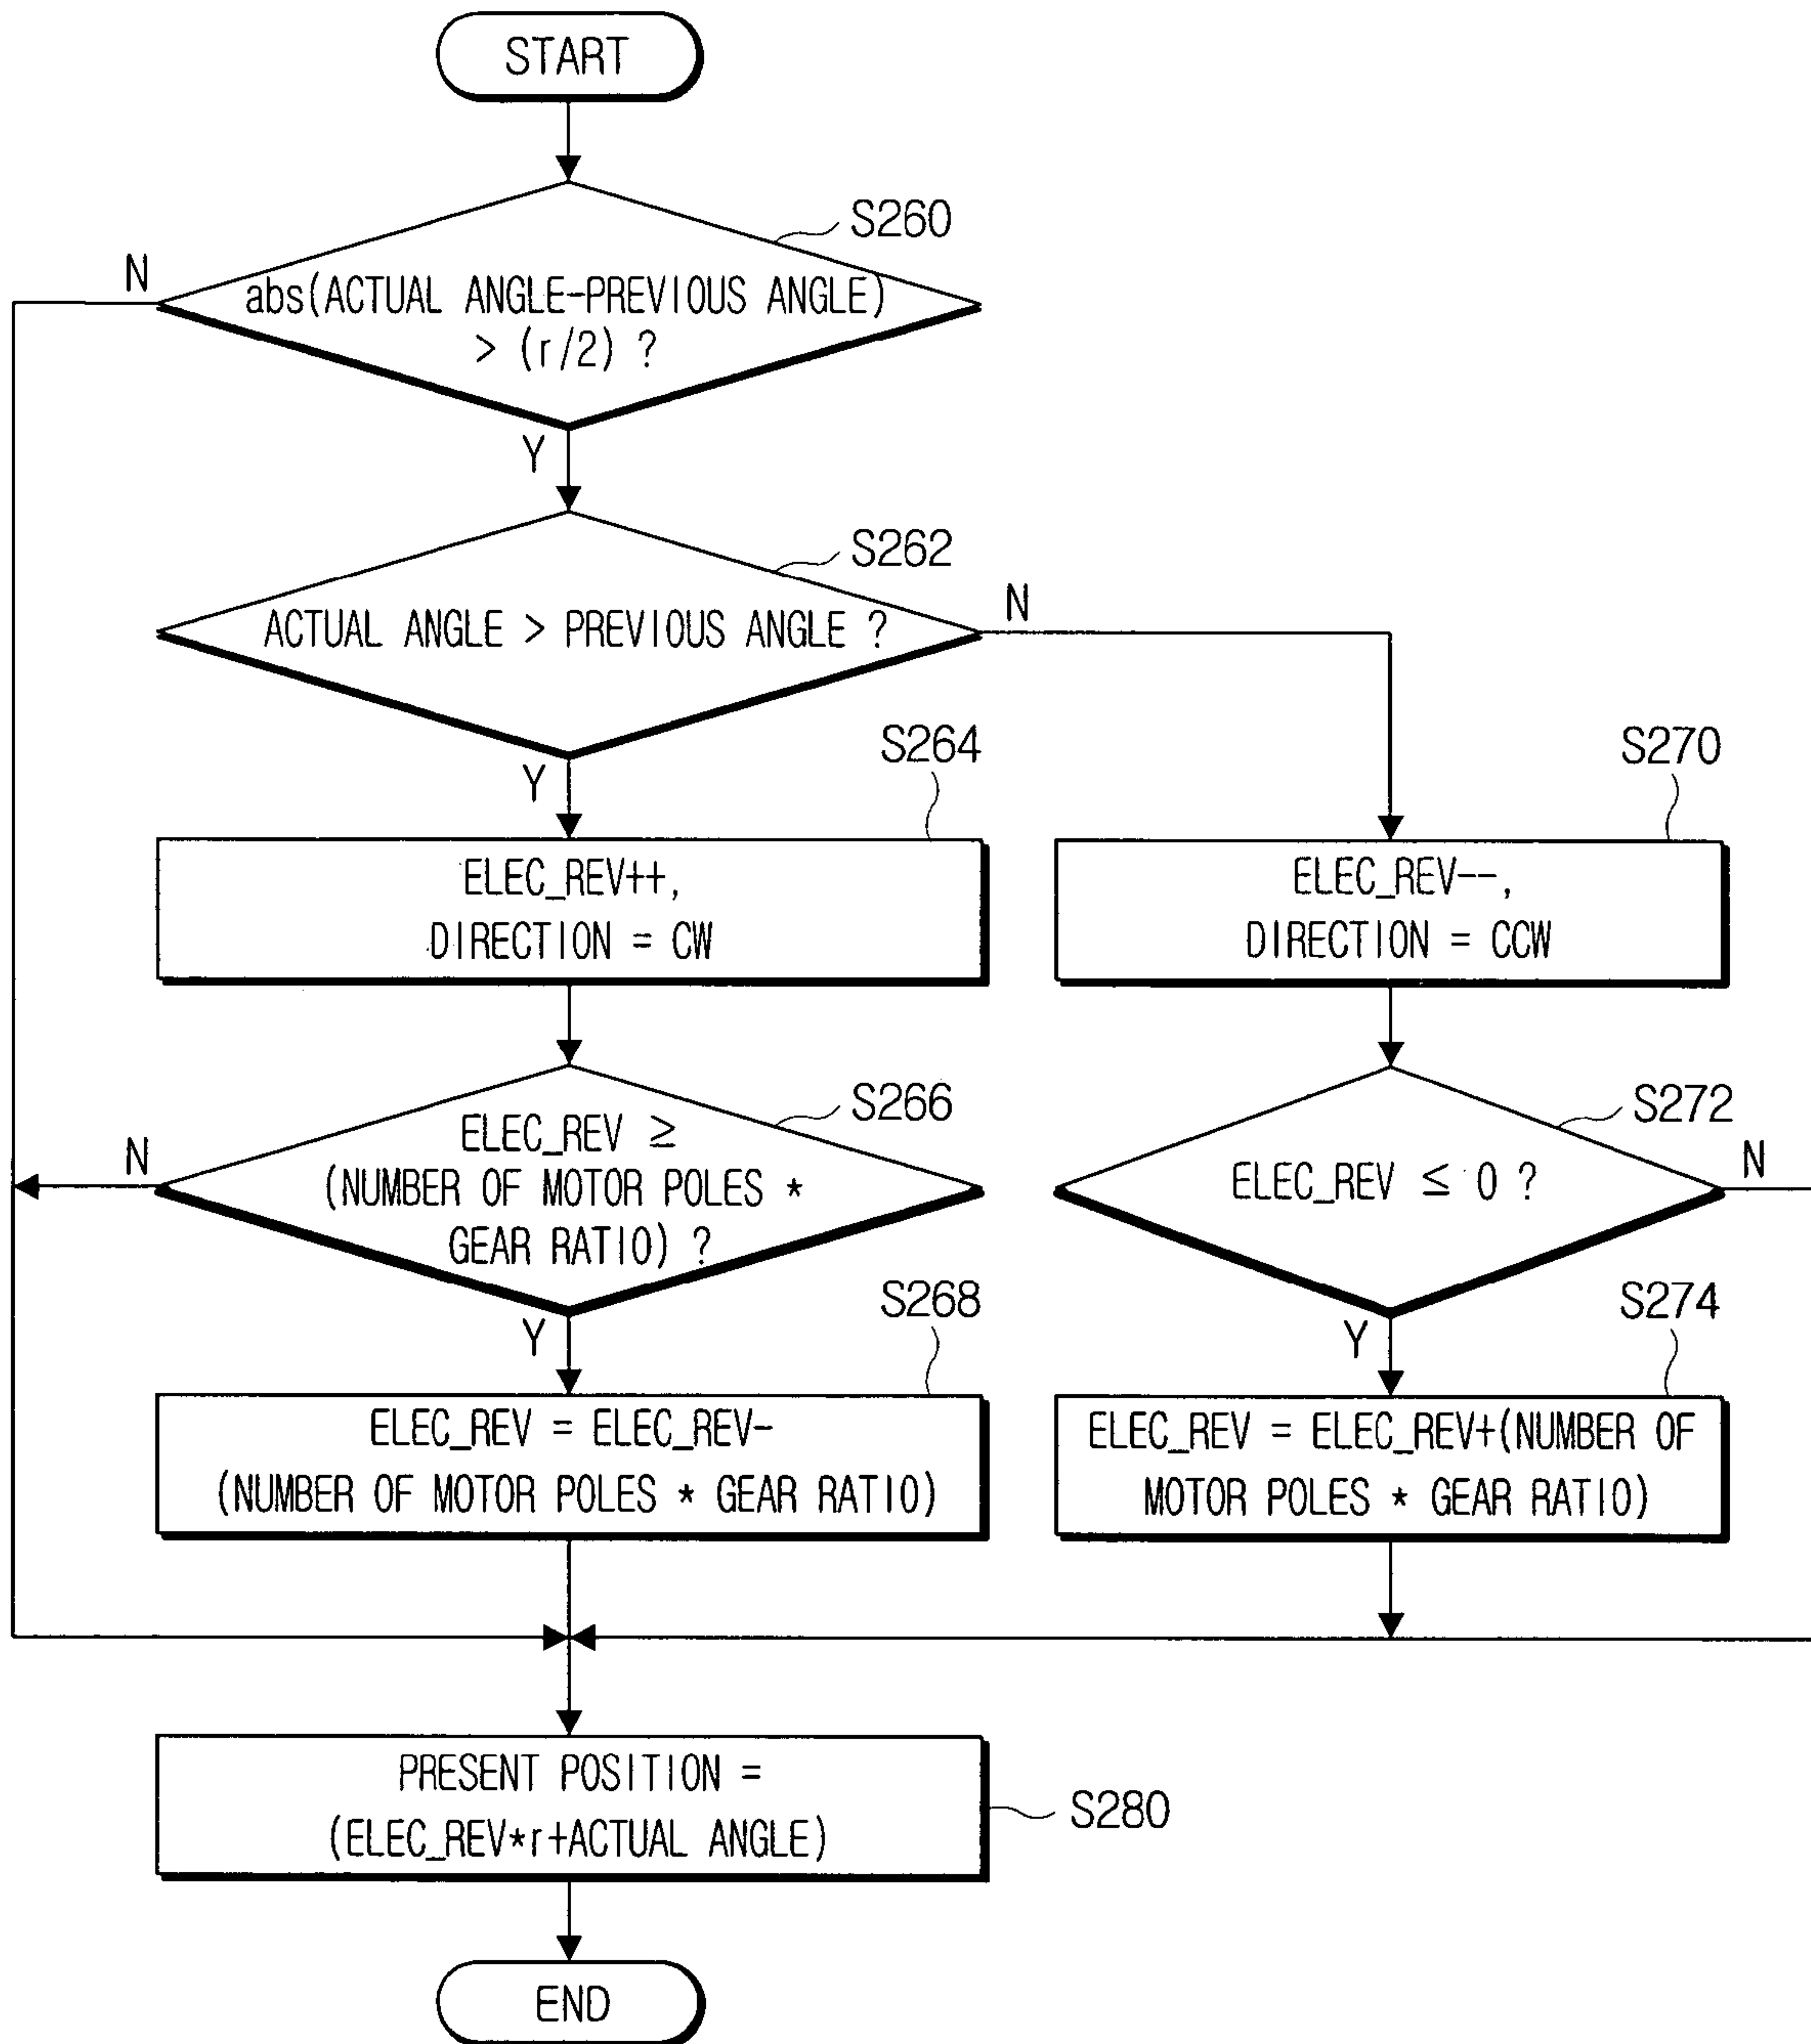 START
S260
N
abs(ACTUAL ANGLE-PREVIOUS ANGLE)
> (r/2) ?
Y
S262
ACTUAL ANGLE > PREVIOUS ANGLE ?
N
Y
S264
S270
ELEC_REV++,
DIRECTION = CW
ELEC_REV--,
DIRECTION = CCW
S266
N
ELEC_REV ≥
(NUMBER OF MOTOR POLES *
GEAR RATIO) ?
Y
S272
ELEC_REV ≤ 0 ?
N
Y
S268
S274
ELEC_REV = ELEC_REV-
(NUMBER OF MOTOR POLES * GEAR RATIO)
ELEC_REV = ELEC_REV+(NUMBER OF
MOTOR POLES * GEAR RATIO)
PRESENT POSITION =
(ELEC_REV*r+ACTUAL ANGLE)
S280
END